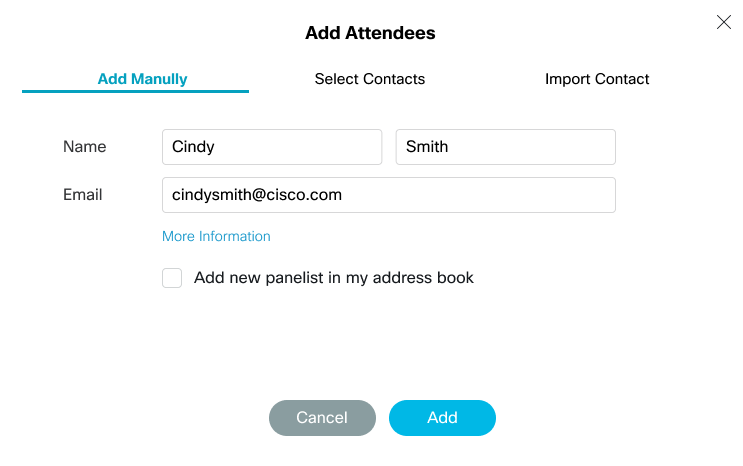 Add Attendees
Add Manully Select Contacts Import Contact
Name Cindy Smith
Email cindysmith@cisco.com
More Information
Add new panelist in my address book
Cancel Add